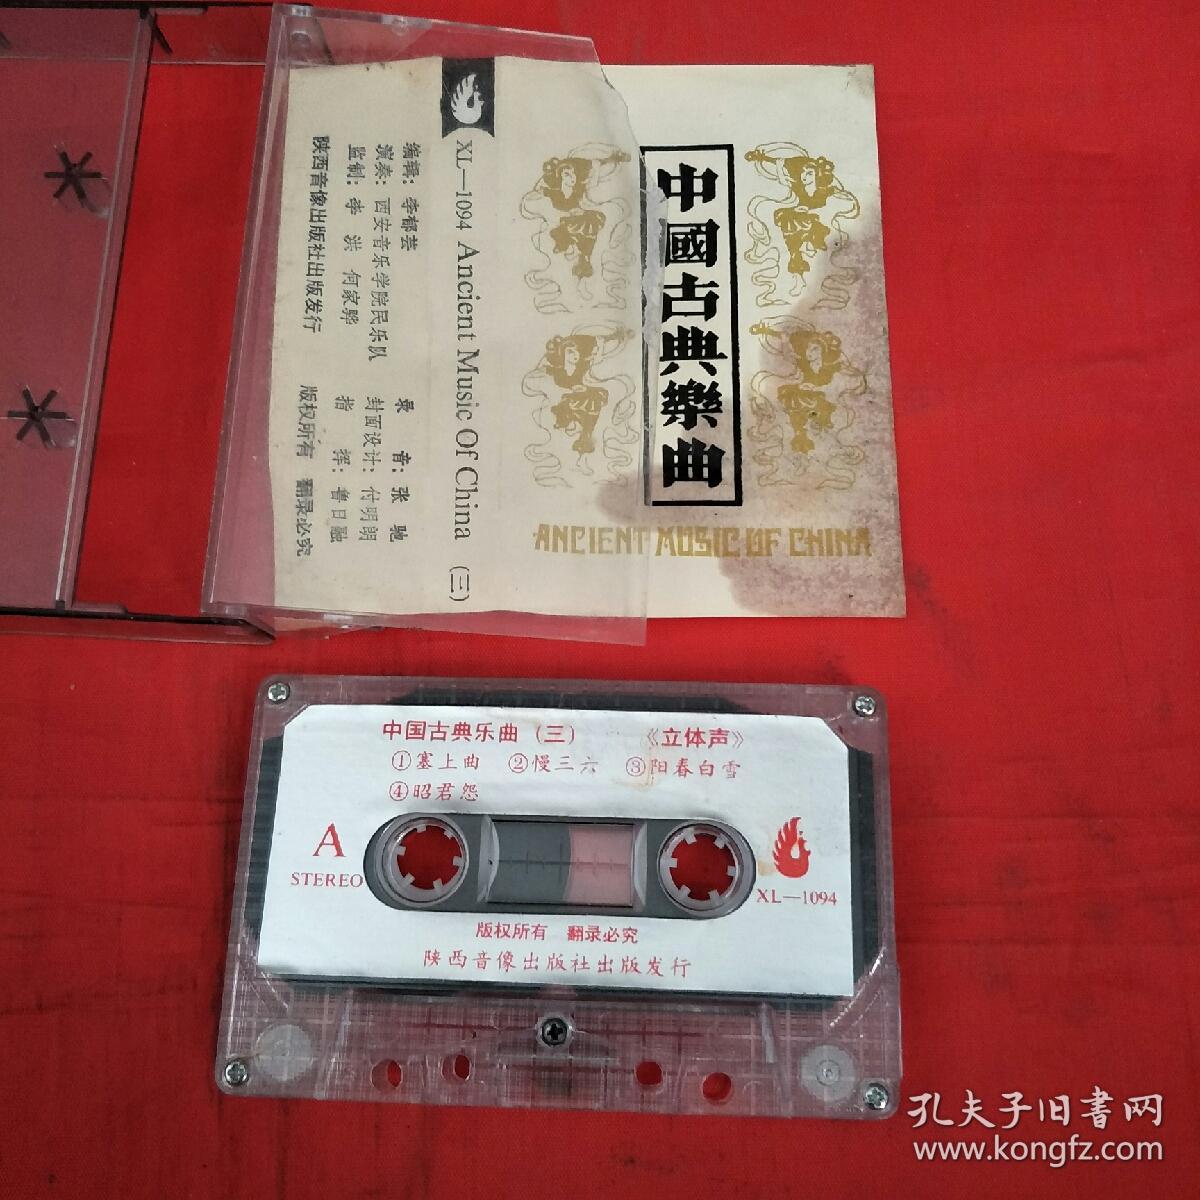 XL—1094 Ancient Music Of China (三)
编辑：李郁芸 录音：张驰
演奏：西安音乐学院民乐队 封面设计：付明朗
监制：李洪 何家骅 指挥：鲁日融
陕西音像出版社出版发行 版权所有 翻录必究
中國古典樂曲
ANCIENT MUSIC OF CHINA
中国古典乐曲（三） 《立体声》
①塞上曲 ②慢三六 ③阳春白雪
④昭君怨
A
STEREO
XL—1094
版权所有 翻录必究
陕西音像出版社出版发行
孔夫子旧書网
www.kongfz.com